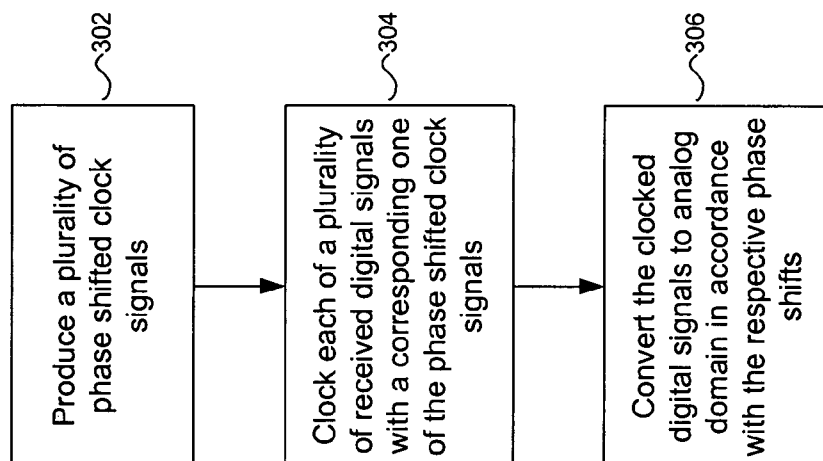 302
Produce a plurality of
phase shifted clock
signals
304
Clock each of a plurality
of received digital signals
with a corresponding one
of the phase shifted clock
signals
306
Convert the clocked
digital signals to analog
domain in accordance
with the respective phase
shifts